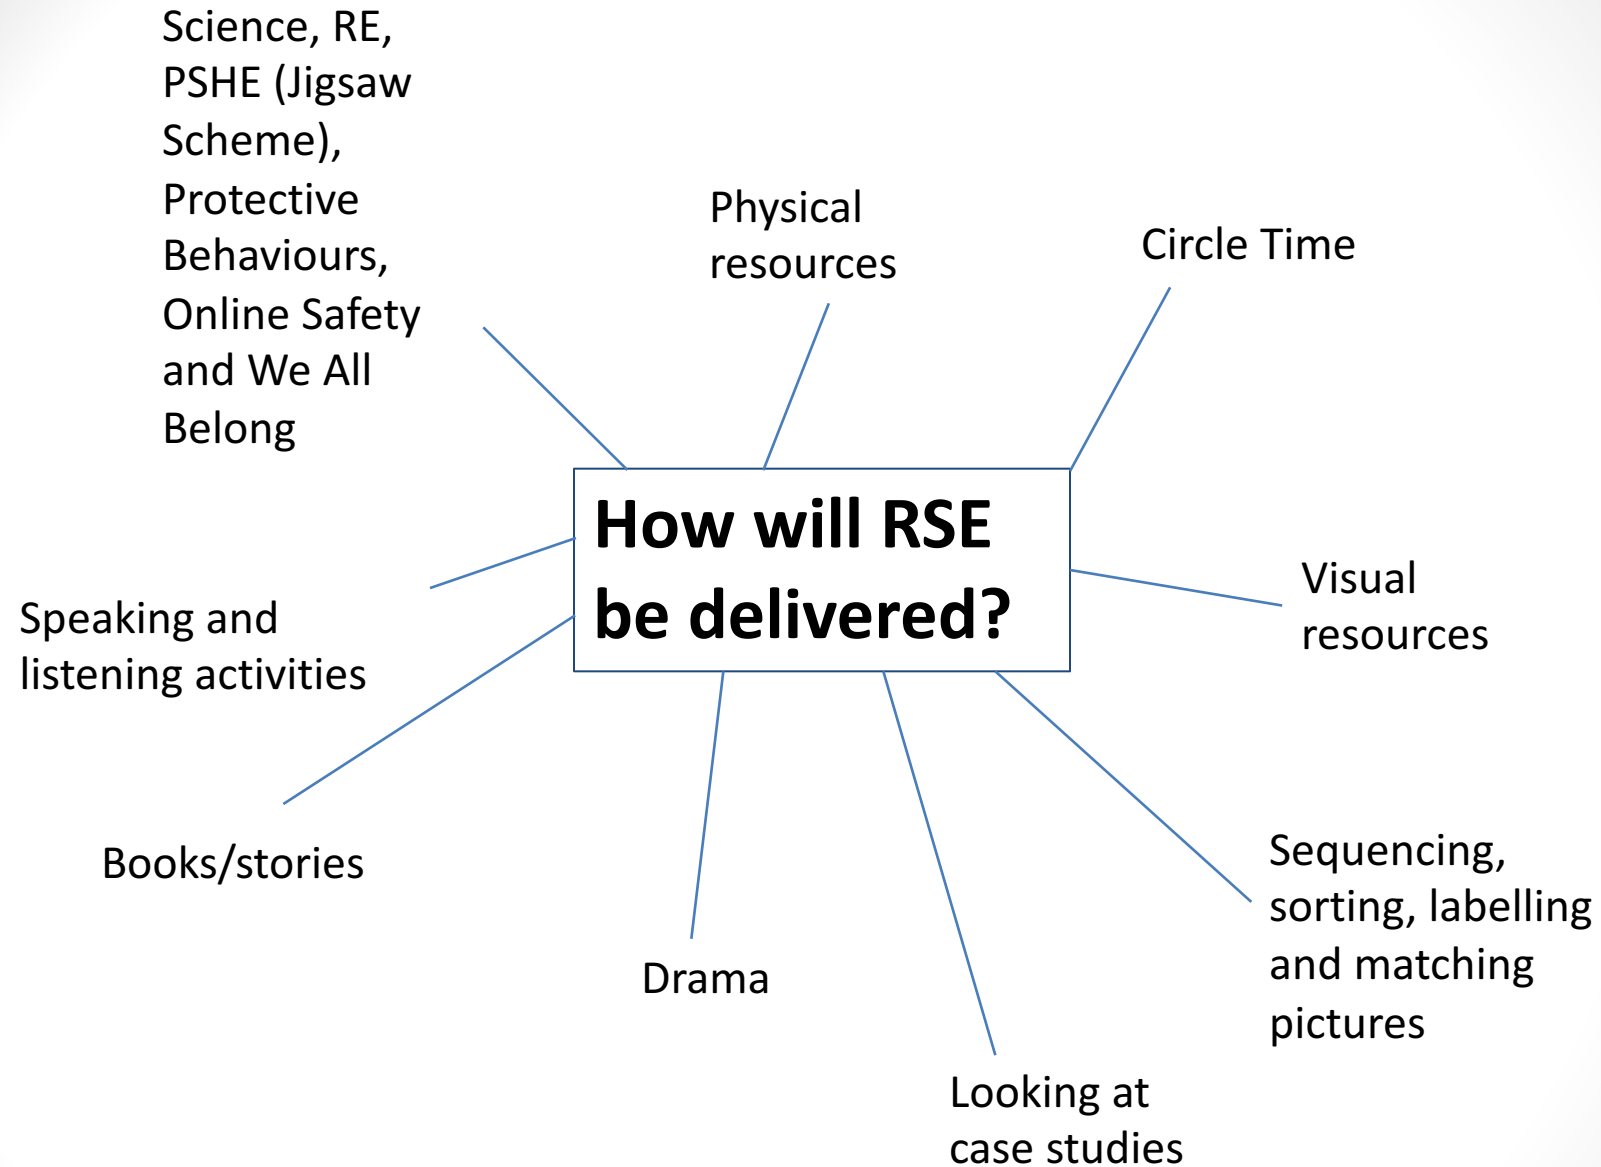 Science, RE,
PSHE (Jigsaw
Scheme),
Protective
Behaviours,
Online Safety
and We All
Belong
Physical
resources
Circle Time
How will RSE
be delivered?
Visual
resources
Speaking and
listening activities
Books/stories
Sequencing,
sorting, labelling
and matching
pictures
Drama
Looking at
case studies